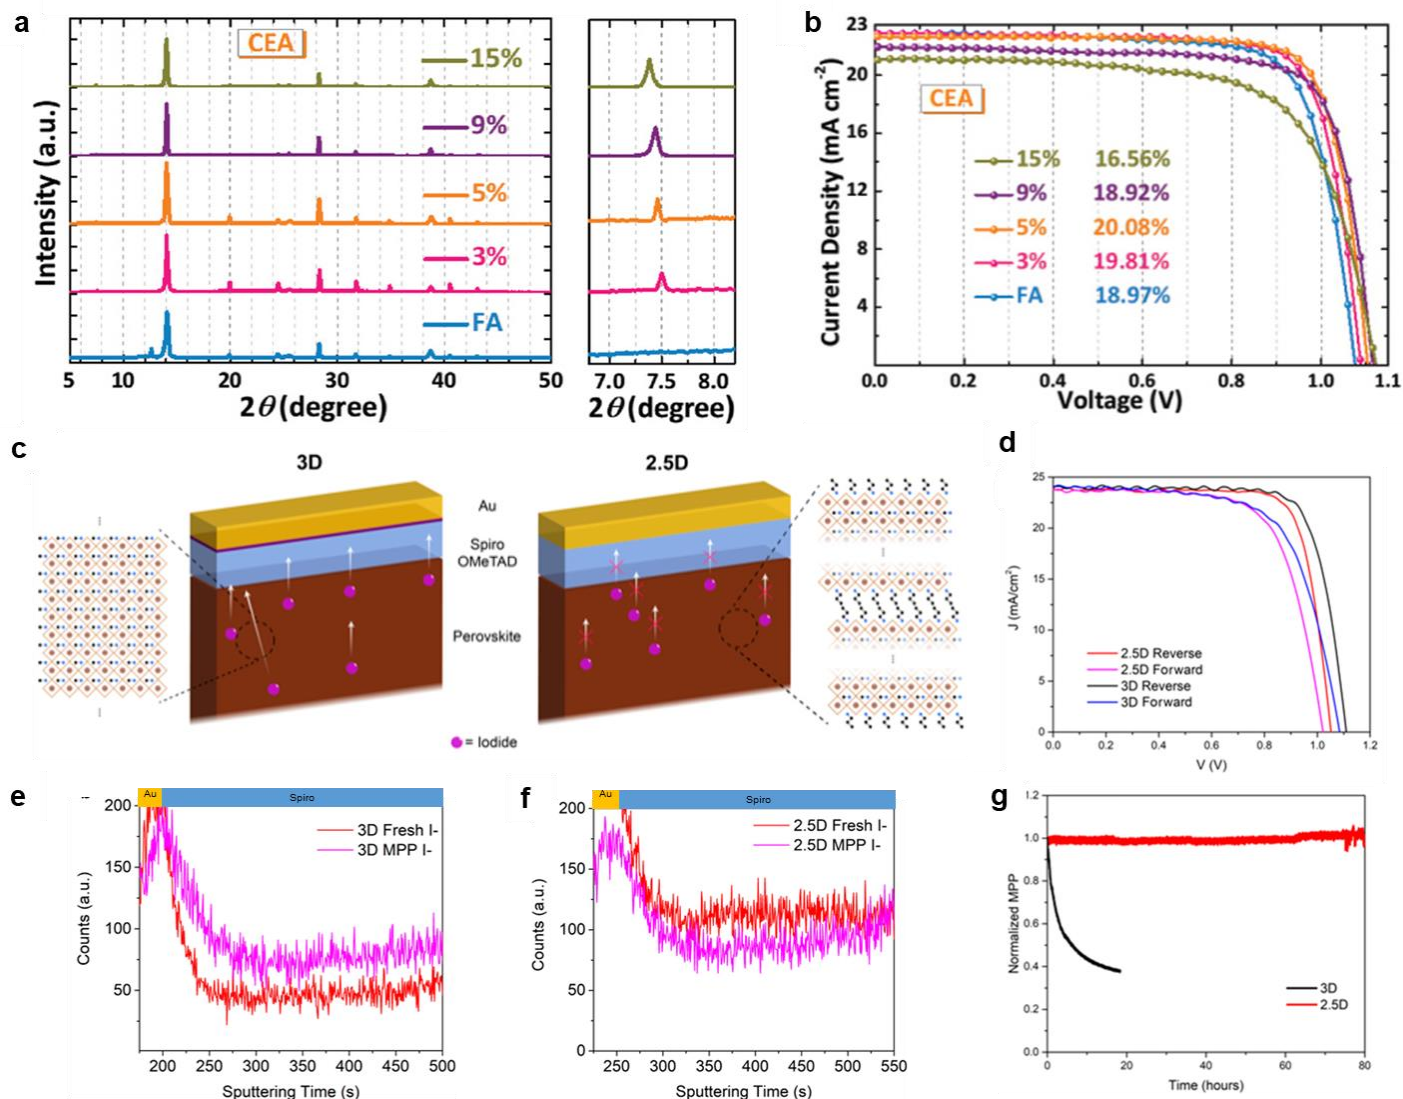 a
CEA
15%
9%
5%
3%
FA
Intensity (a.u.)
5 10 20 30 40 50
2θ (degree)
7.0 7.5 8.0
2θ (degree)
b
23
20
16
12
8
4
Current Density (mA cm-2)
CEA
15% 16.56%
9% 18.92%
5% 20.08%
3% 19.81%
FA 18.97%
0.0 0.2 0.4 0.6 0.8 1.0 1.1
Voltage (V)
c
3D
2.5D
Au
Spiro
OMeTAD
Perovskite
= Iodide
d
25
20
15
10
5
0
J (mA/cm2)
2.5D Reverse
2.5D Forward
3D Reverse
3D Forward
0.0 0.2 0.4 0.6 0.8 1.0 1.2
V (V)
e
Au Spiro
200
150
100
50
Counts (a.u.)
3D Fresh I-
3D MPP I-
200 250 300 350 400 450 500
Sputtering Time (s)
f
Au Spiro
200
150
100
50
0
Counts (a.u.)
2.5D Fresh I-
2.5D MPP I-
250 300 350 400 450 500 550
Sputtering Time (s)
g
1.2
1.0
0.8
0.6
0.4
0.2
0.0
Normalized MPP
3D
2.5D
0 20 40 60 80
Time (hours)